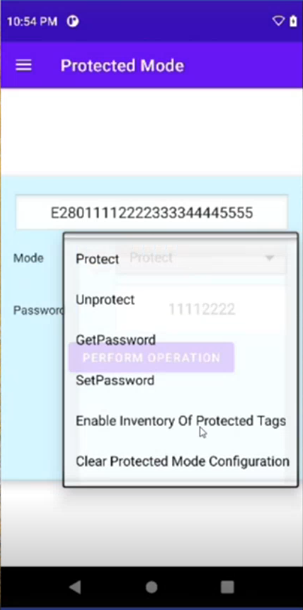 10:54 PM
Protected Mode
E28011112222333344445555
Mode
Protect
Protect
Unprotect
Password
11112222
GetPassword
PERFORM OPERATION
SetPassword
Enable Inventory Of Protected Tags
Clear Protected Mode Configuration